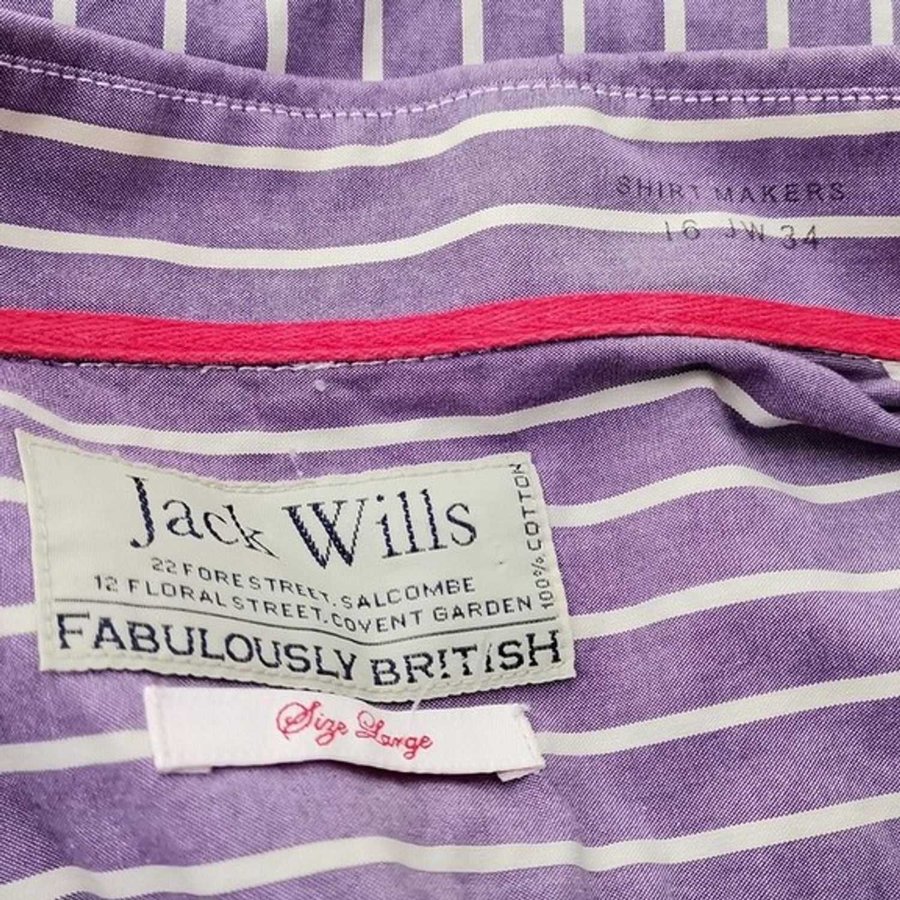 SHIRT MAKERS
16 JW 34
Jack Wills
22 FORE STREET, SALCOMBE
12 FLORAL STREET, COVENT GARDEN
100% COTTON
FABULOUSLY BRITISH
Size Large